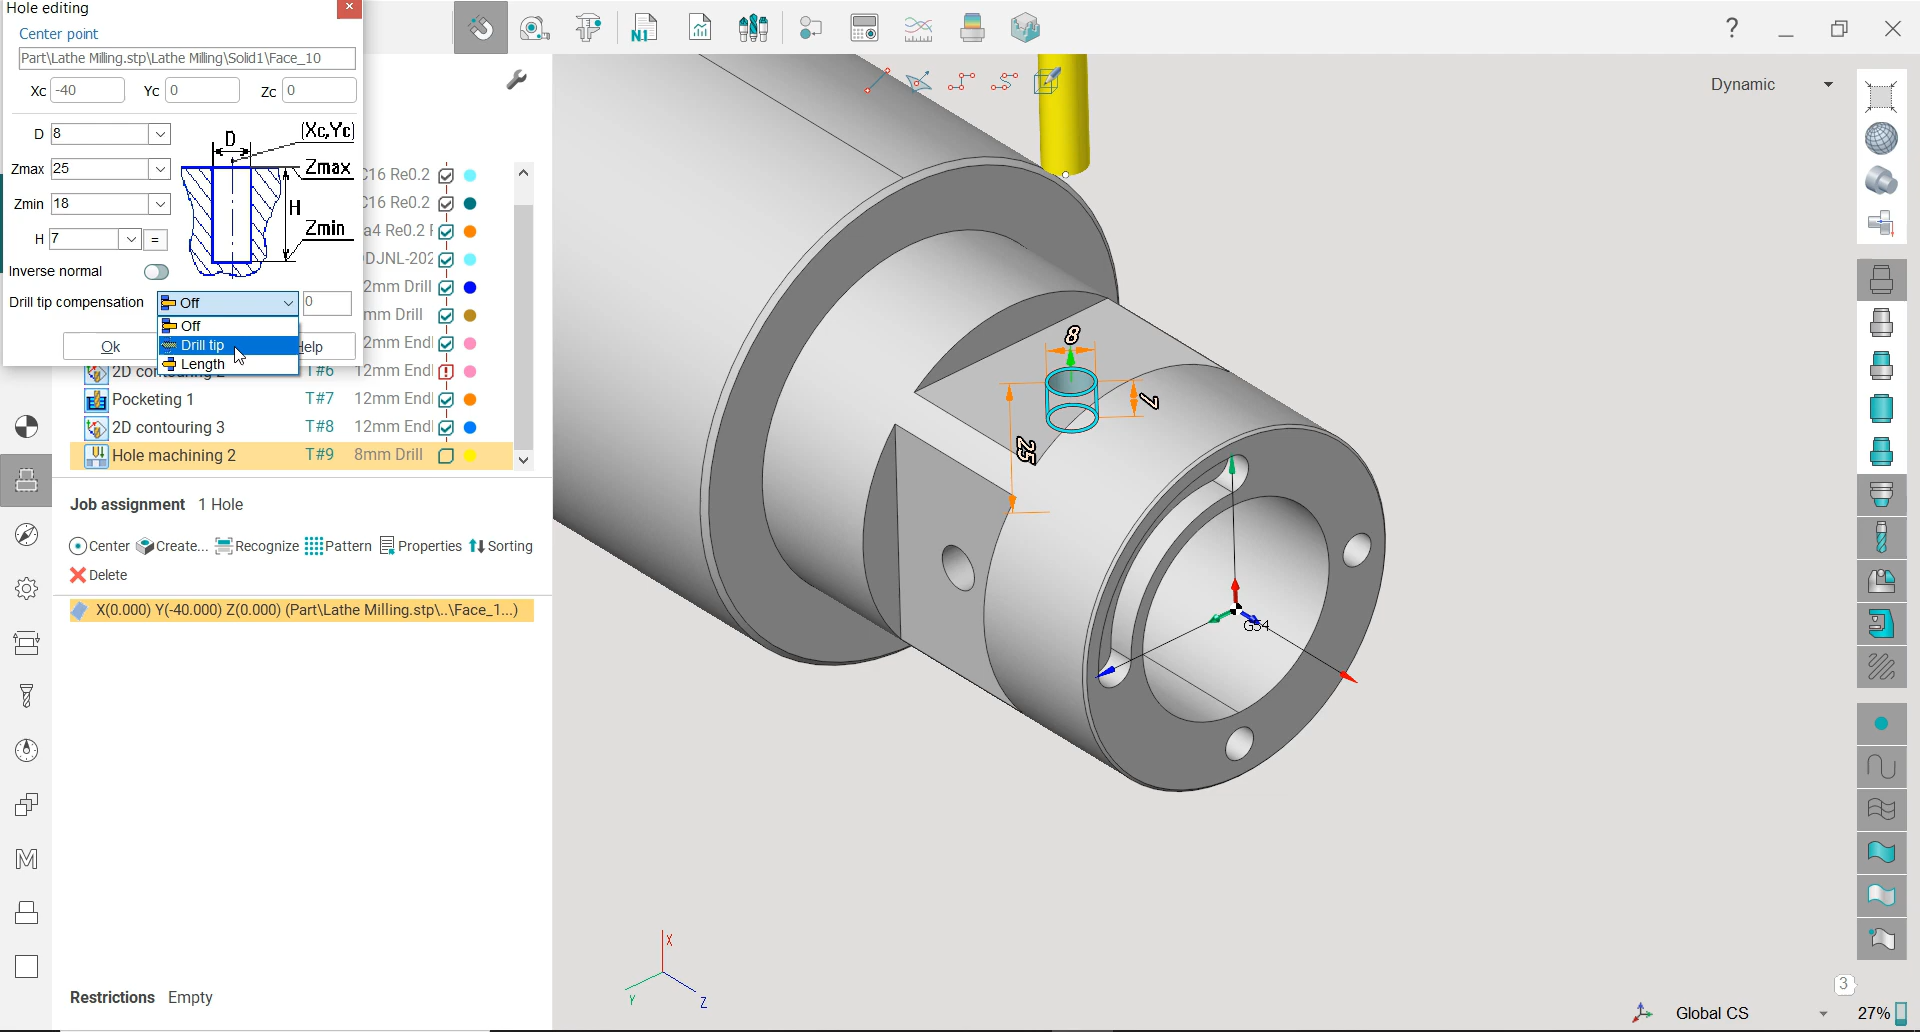 Hole editing
Center point
Part\Lathe Milling.stp\Lathe Milling\Solid1\Face_10
Xc -40 Yc 0 Zc 0
D 8
Zmax 25
Zmin 18
H 7 =
D (Xc,Yc)
Zmax
H
Zmin
Inverse normal
Drill tip compensation Off 0
Off
Drill tip
Length
Ok
C16 Re0.2
C16 Re0.2
a4 Re0.2
DDJNL-202
2mm Drill
mm Drill
2mm Endl
T#6 12mm Endl
Pocketing 1 T#7 12mm Endl
2D contouring 3 T#8 12mm Endl
Hole machining 2 T#9 8mm Drill
Job assignment 1 Hole
Center Create... Recognize Pattern Properties Sorting
Delete
X(0.000) Y(-40.000) Z(0.000) (Part\Lathe Milling.stp\..\Face_1...)
Restrictions Empty
N1
M
?
Dynamic
8
7
25
G54
X
Y
Z
3
Global CS
27%